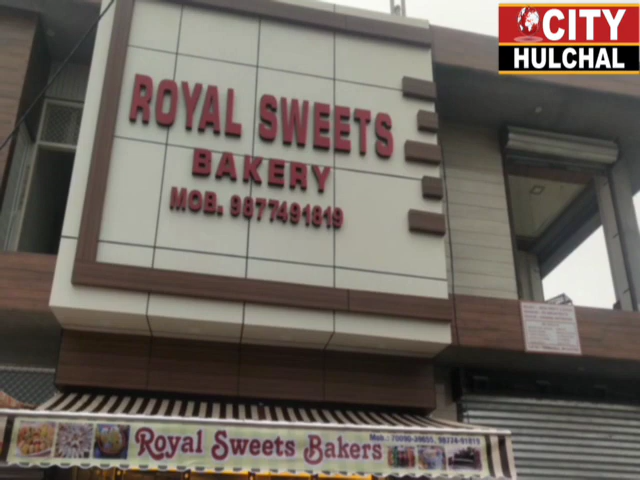 CITY
HULCHAL
ROYAL SWEETS
BAKERY
MOB. 9877491819
Royal Sweets Bakers